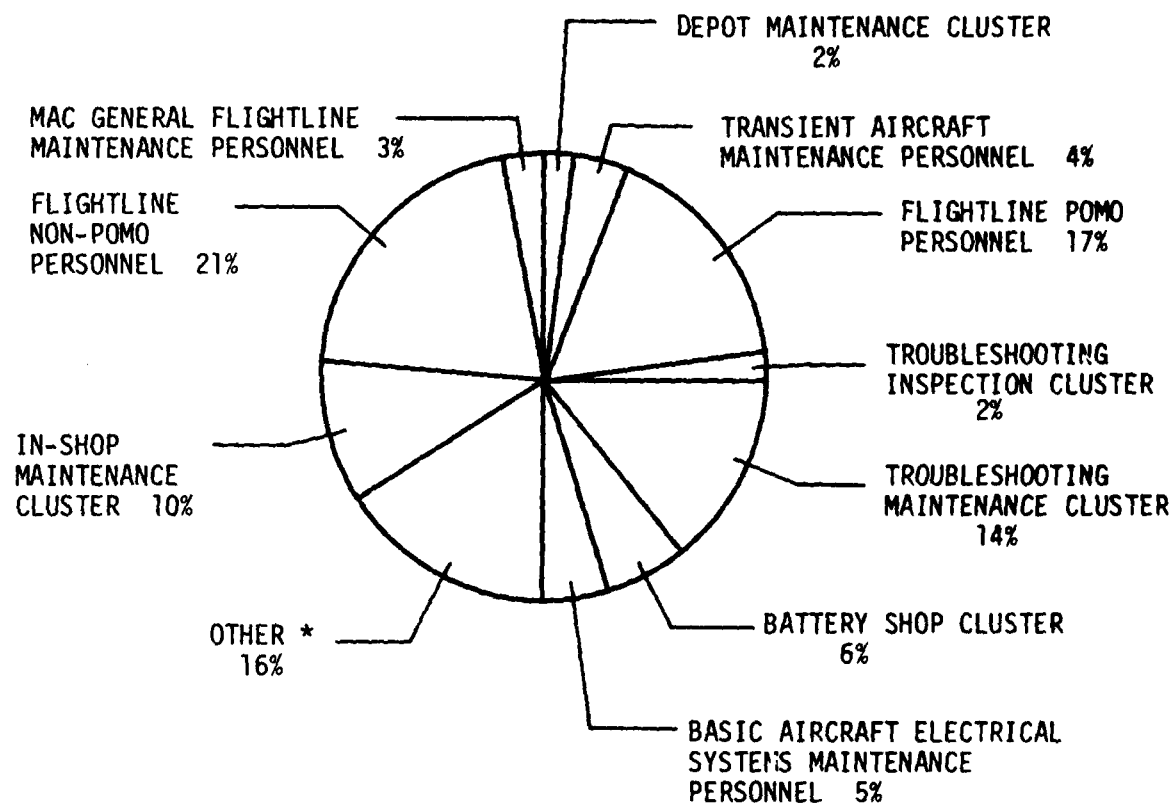 DEPOT MAINTENANCE CLUSTER
2%
MAC GENERAL FLIGHTLINE
MAINTENANCE PERSONNEL 3%
TRANSIENT AIRCRAFT
MAINTENANCE PERSONNEL 4%
FLIGHTLINE
NON-POMO
PERSONNEL 21%
FLIGHTLINE POMO
PERSONNEL 17%
TROUBLESHOOTING
INSPECTION CLUSTER
2%
IN-SHOP
MAINTENANCE
CLUSTER 10%
TROUBLESHOOTING
MAINTENANCE CLUSTER
14%
OTHER *
16%
BATTERY SHOP CLUSTER
6%
BASIC AIRCRAFT ELECTRICAL
SYSTEMS MAINTENANCE
PERSONNEL 5%